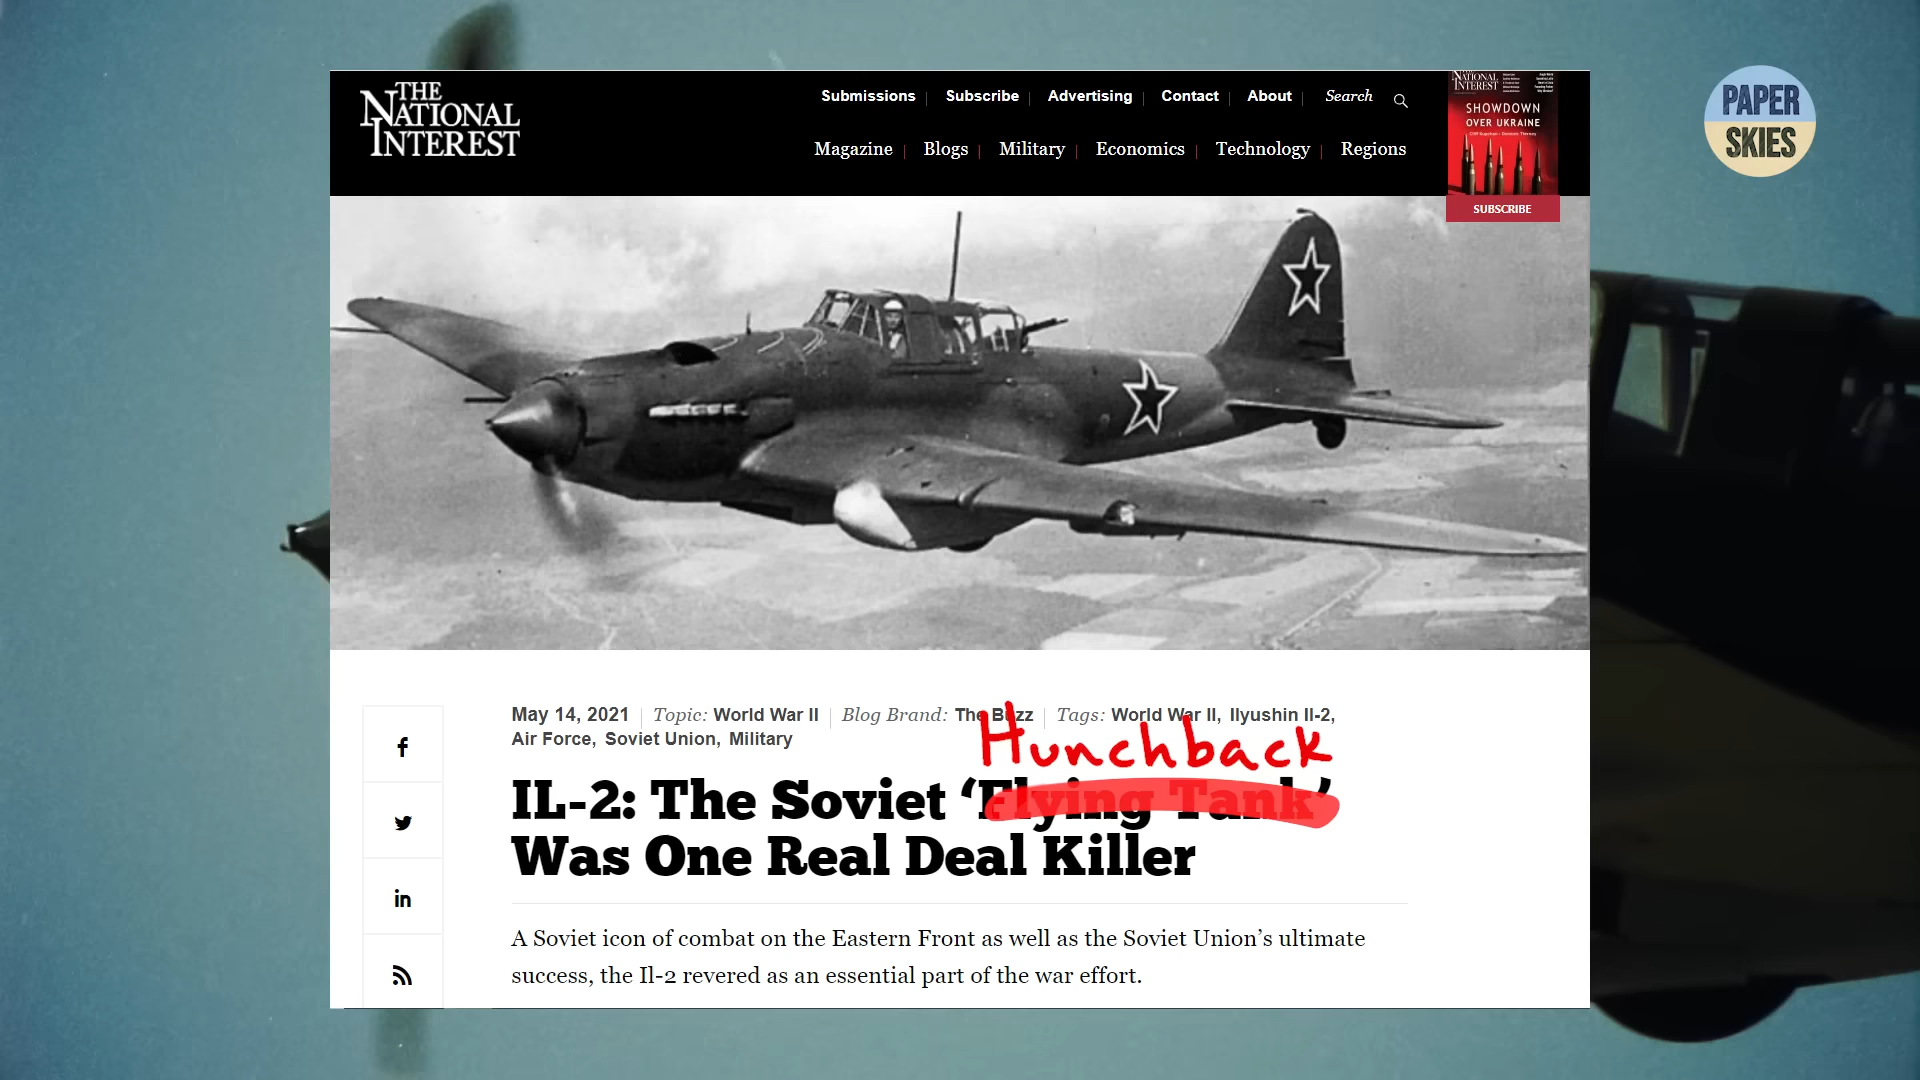 THE
NATIONAL
INTEREST
Submissions
Subscribe
Advertising
Contact
About
Search
Magazine
Blogs
Military
Economics
Technology
Regions
NATIONAL
INTEREST
SHOWDOWN
OVER UKRAINE
SUBSCRIBE
PAPER
SKIES
May 14, 2021 Topic: World War II Blog Brand: The Buzz Tags: World War II, Ilyushin Il-2,
Air Force, Soviet Union, Military
Hunchback
IL-2: The Soviet ‘Flying Tank’
Was One Real Deal Killer
A Soviet icon of combat on the Eastern Front as well as the Soviet Union’s ultimate
success, the Il-2 revered as an essential part of the war effort.